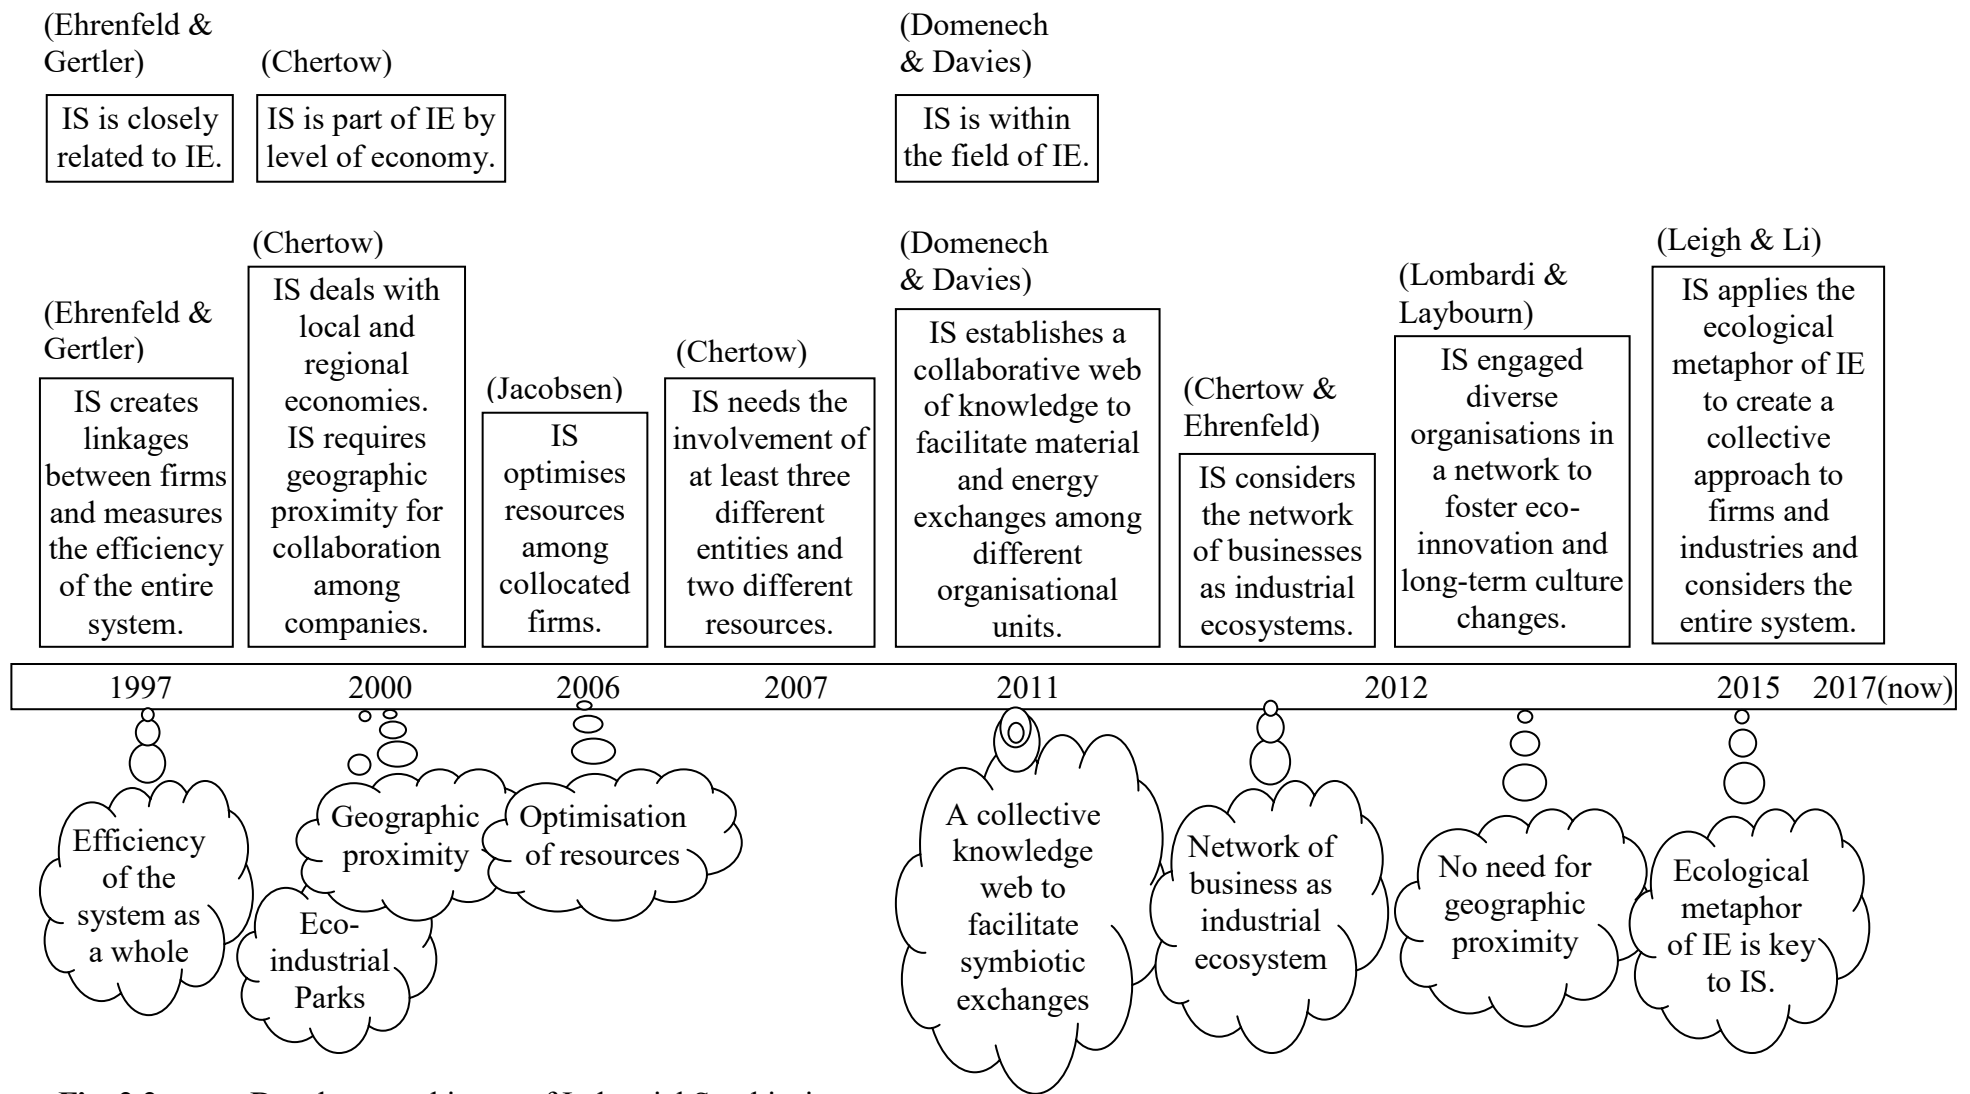 (Ehrenfeld &
Gertler)
(Chertow)
(Domenech
& Davies)
IS is closely
related to IE.
IS is part of IE by
level of economy.
IS is within
the field of IE.
(Ehrenfeld &
Gertler)
IS creates
linkages
between firms
and measures
the efficiency
of the entire
system.
(Chertow)
IS deals with
local and
regional
economies.
IS requires
geographic
proximity for
collaboration
among
companies.
(Jacobsen)
IS
optimises
resources
among
collocated
firms.
(Chertow)
IS needs the
involvement of
at least three
different
entities and
two different
resources.
(Domenech
& Davies)
IS establishes a
collaborative web
of knowledge to
facilitate material
and energy
exchanges among
different
organisational
units.
(Chertow &
Ehrenfeld)
IS considers
the network
of businesses
as industrial
ecosystems.
(Lombardi &
Laybourn)
IS engaged
diverse
organisations in
a network to
foster eco-
innovation and
long-term culture
changes.
(Leigh & Li)
IS applies the
ecological
metaphor of IE
to create a
collective
approach to
firms and
industries and
considers the
entire system.
1997 2000 2006 2007 2011 2012 2015 2017(now)
Efficiency
of the
system as
a whole
Eco-
industrial
Parks
Geographic
proximity
Optimisation
of resources
A collective
knowledge
web to
facilitate
symbiotic
exchanges
Network of
business as
industrial
ecosystem
No need for
geographic
proximity
Ecological
metaphor
of IE is key
to IS.